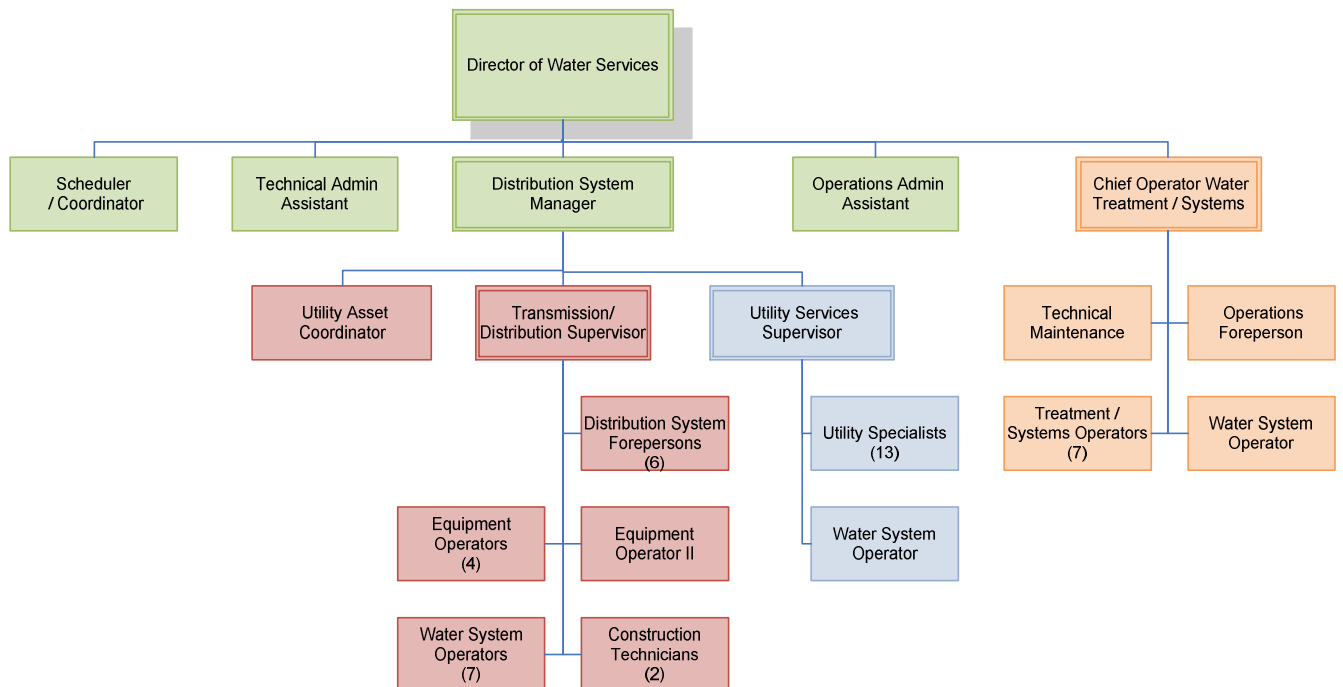 Director of Water Services
Scheduler
/ Coordinator
Technical Admin
Assistant
Distribution System
Manager
Operations Admin
Assistant
Chief Operator Water
Treatment / Systems
Utility Asset
Coordinator
Transmission/
Distribution Supervisor
Utility Services
Supervisor
Technical
Maintenance
Operations
Foreperson
Distribution System
Forepersons
(6)
Utility Specialists
(13)
Treatment /
Systems Operators
(7)
Water System
Operator
Equipment
Operators
(4)
Equipment
Operator II
Water System
Operator
Water System
Operators
(7)
Construction
Technicians
(2)